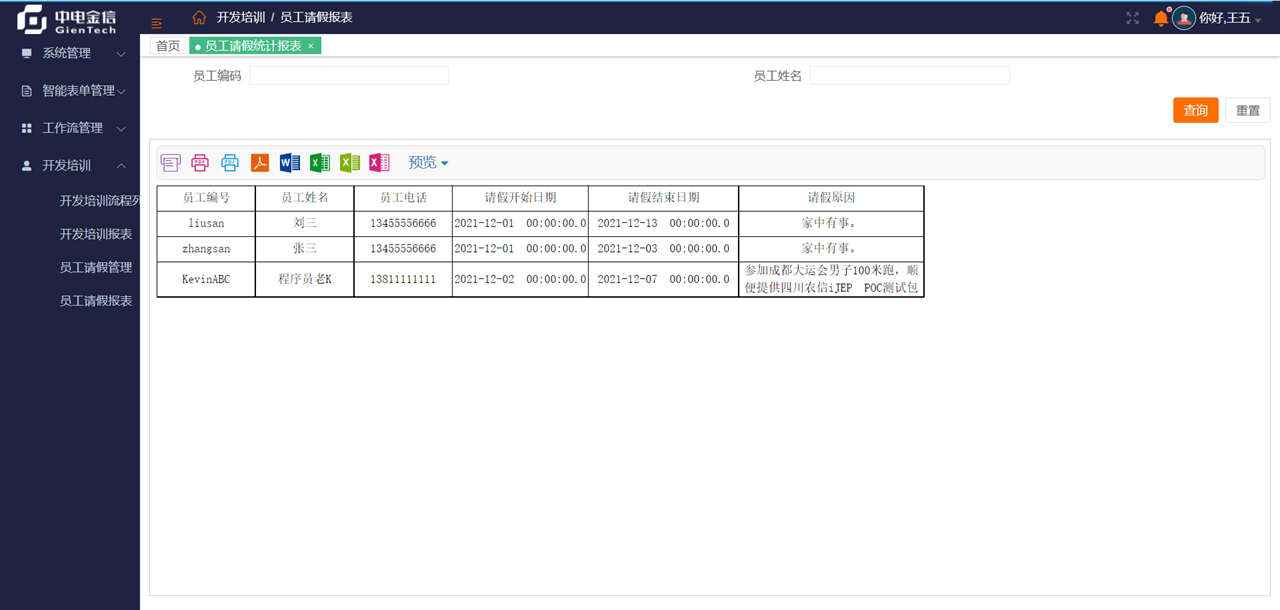 中电金信
GienTech
开发培训 / 员工请假报表
你好,王五
系统管理
智能表单管理
工作流管理
开发培训
开发培训流程列
开发培训报表
员工请假管理
员工请假报表
首页
员工请假统计报表 ×
员工编码
员工姓名
查询
重置
预览
员工编号 员工姓名 员工电话 请假开始日期 请假结束日期 请假原因
liusan 刘三 13455556666 2021-12-01 00:00:00.0 2021-12-13 00:00:00.0 家中有事。
zhangsan 张三 13455556666 2021-12-01 00:00:00.0 2021-12-03 00:00:00.0 家中有事。
KevinABC 程序员老K 13811111111 2021-12-02 00:00:00.0 2021-12-07 00:00:00.0 参加成都大运会男子100米跑，顺
便提供四川农信iJEP POC测试包